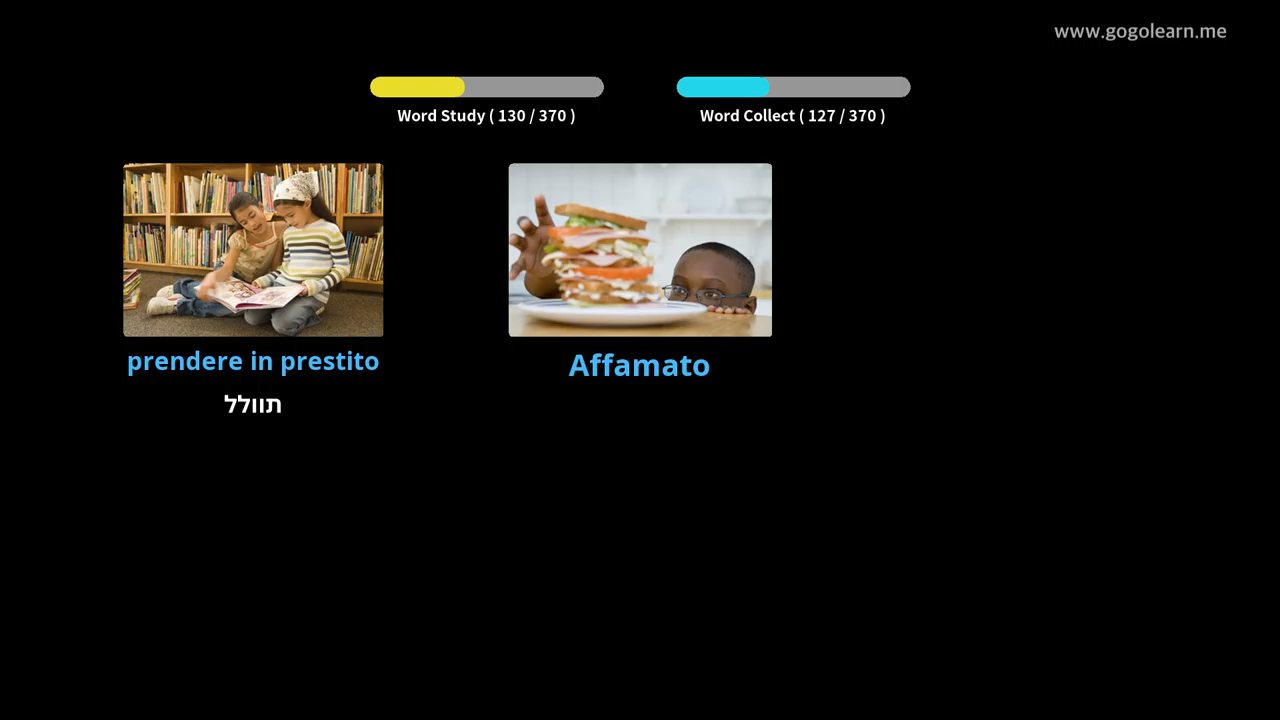 www.gogolearn.me
Word Study ( 130 / 370 )
Word Collect ( 127 / 370 )
prendere in prestito
תוולל
Affamato